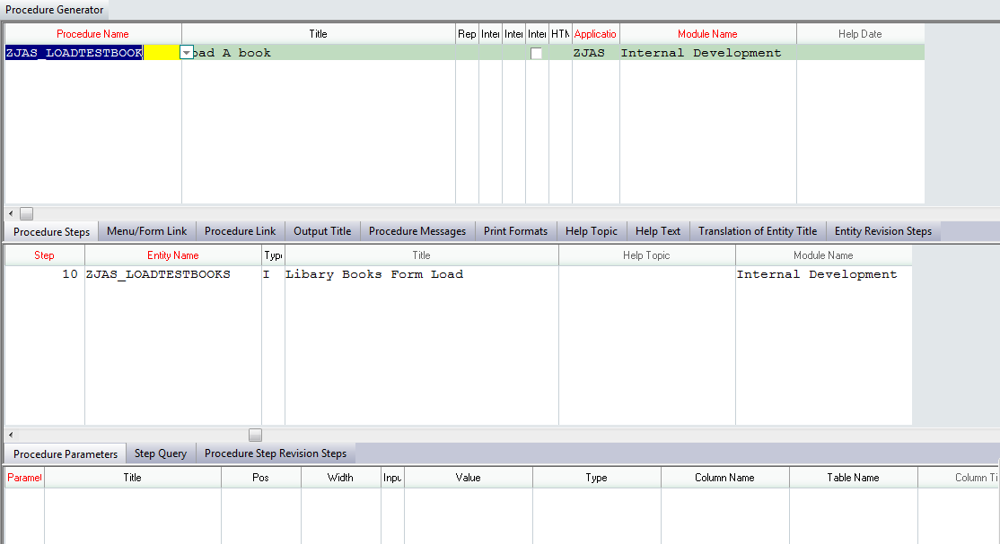 Procedure Generator
Procedure Name Title Rep Inter Inter Inter HTM Applicatio Module Name Help Date
ZJAS_LOADTESTBOOK oad A book ZJAS Internal Development
Procedure Steps Menu/Form Link Procedure Link Output Title Procedure Messages Print Formats Help Topic Help Text Translation of Entity Title Entity Revision Steps
Step Entity Name Type Title Help Topic Module Name
10 ZJAS_LOADTESTBOOKS I Libary Books Form Load Internal Development
Procedure Parameters Step Query Procedure Step Revision Steps
Paramet Title Pos Width Inpu Value Type Column Name Table Name Column Ti